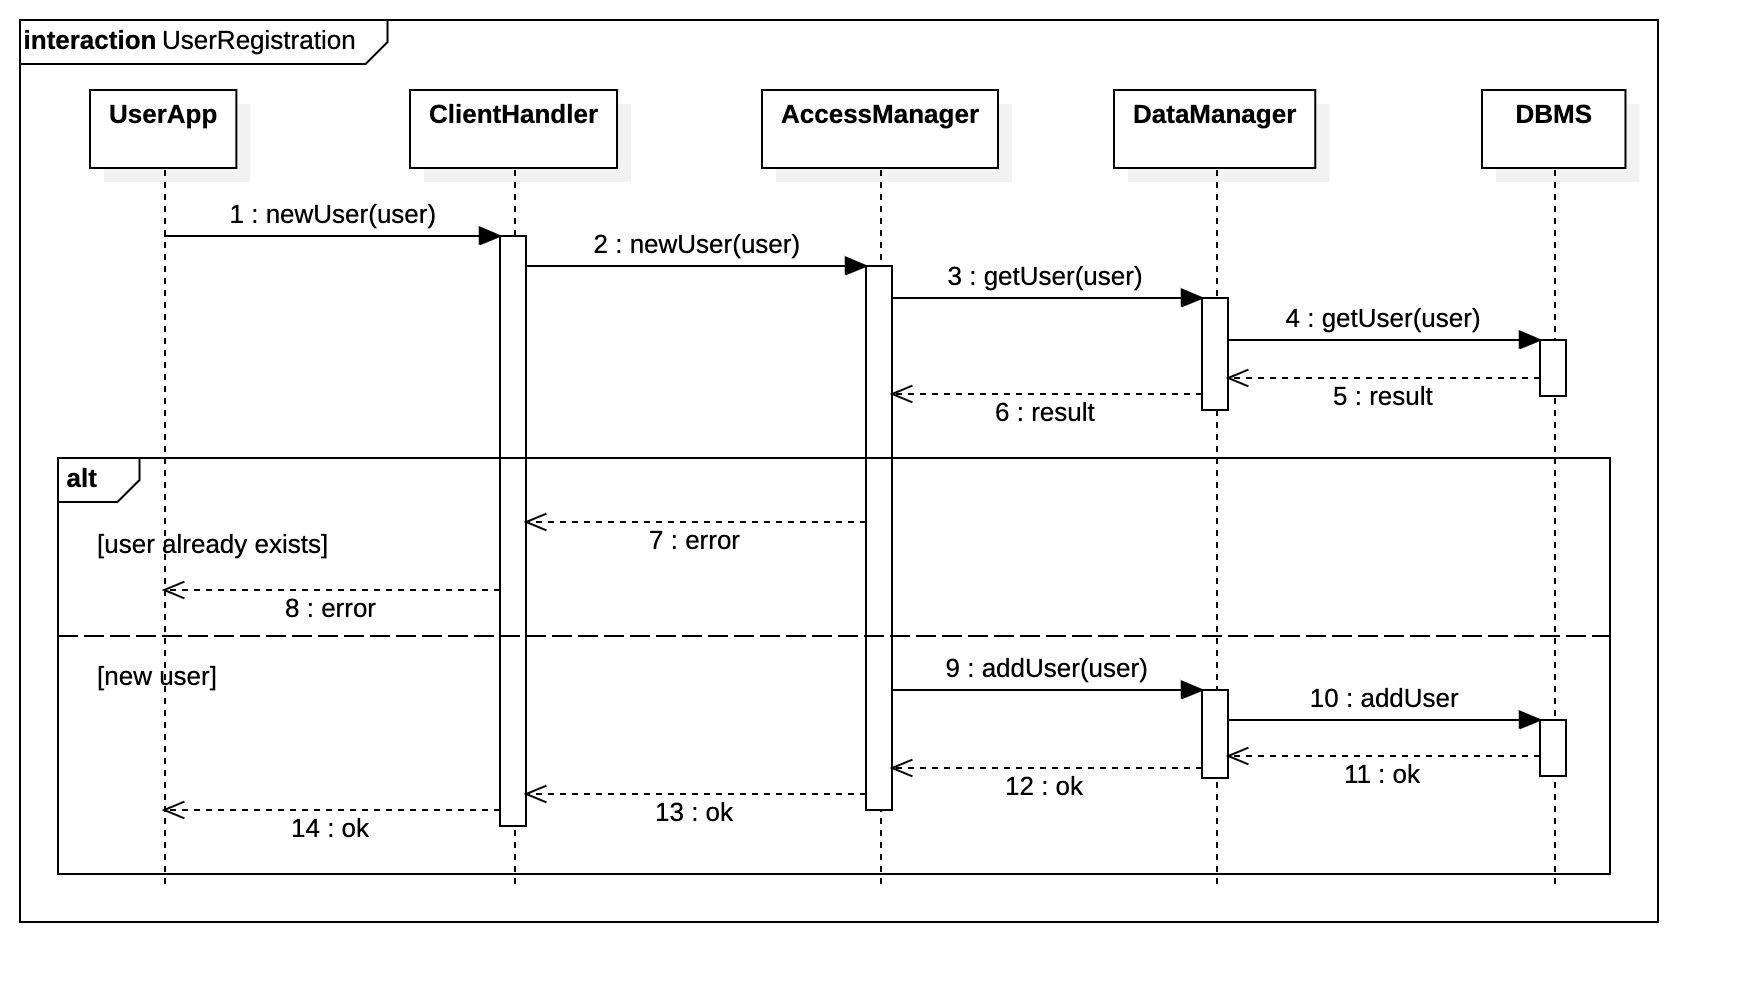 interaction UserRegistration
UserApp
ClientHandler
AccessManager
DataManager
DBMS
1 : newUser(user)
2 : newUser(user)
3 : getUser(user)
4 : getUser(user)
5 : result
6 : result
alt
7 : error
[user already exists]
8 : error
9 : addUser(user)
[new user]
10 : addUser
11 : ok
12 : ok
13 : ok
14 : ok